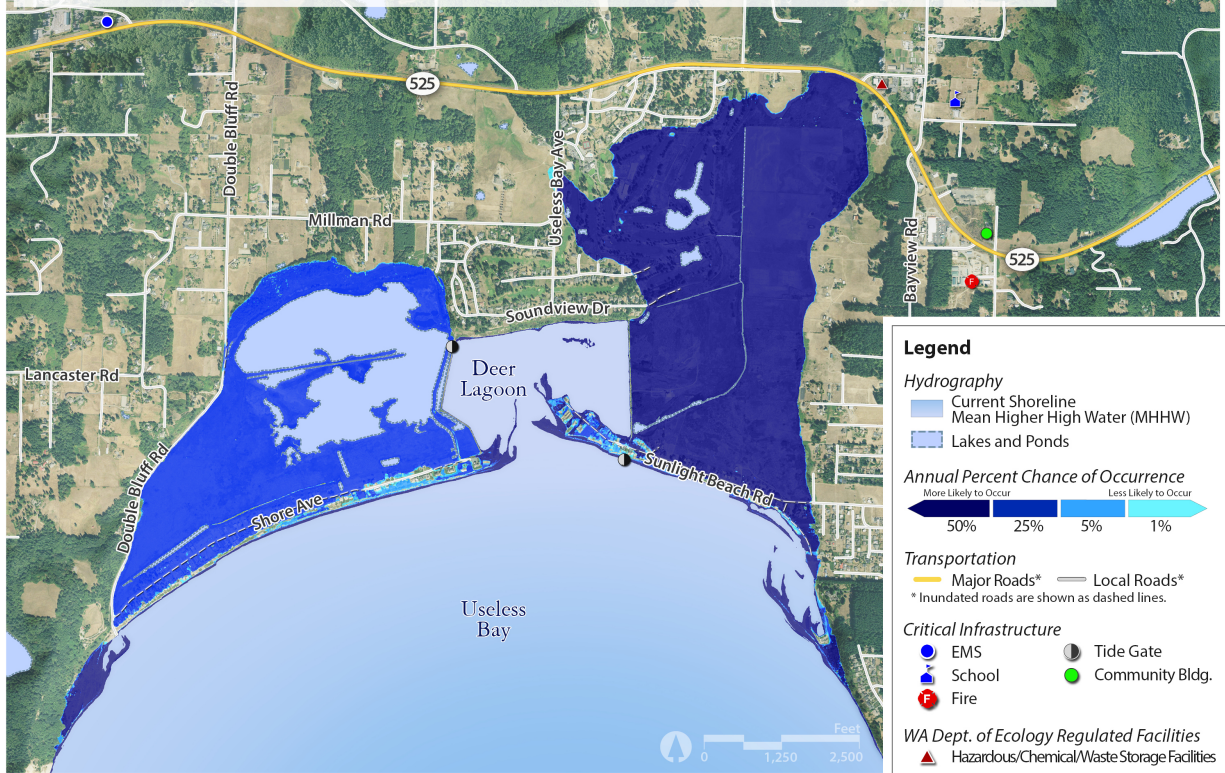 525
Double Bluff Rd
Useless Bay Ave
Millman Rd
Bayview Rd
525
F
Soundview Dr
Lancaster Rd
Deer
Lagoon
Double Bluff Rd
Shore Ave
Sunlight Beach Rd
Useless
Bay
Feet
0
1,250
2,500
Legend
Hydrography
Current Shoreline
Mean Higher High Water (MHHW)
Lakes and Ponds
Annual Percent Chance of Occurrence
More Likely to Occur
Less Likely to Occur
50%
25%
5%
1%
Transportation
Major Roads*
Local Roads*
* Inundated roads are shown as dashed lines.
Critical Infrastructure
EMS
Tide Gate
School
Community Bldg.
F
Fire
WA Dept. of Ecology Regulated Facilities
Hazardous/Chemical/Waste Storage Facilities